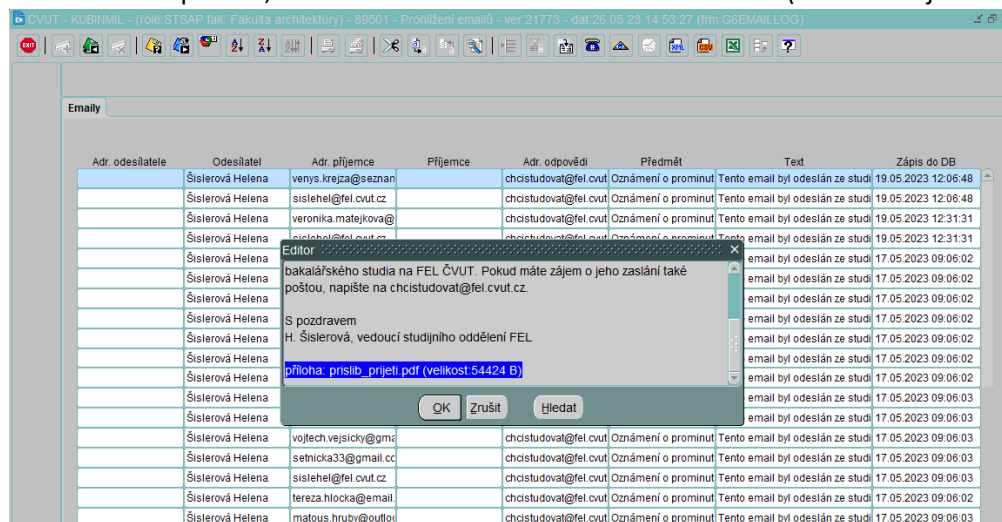 CVUT - KUBINMIL - (role:STSAP fak: Fakulta architektury) - 89501 - Prohlížení emailů - ver:21773 - dat:26.05.23 14:53:27 (frm:G6EMAILLOG)
EXIT XML CSV
Emaily
Adr. odesílatele Odesílatel Adr. příjemce Příjemce Adr. odpovědi Předmět Text Zápis do DB
Šislerová Helena venys.krejza@seznan chcistudovat@fel.cvut Oznámení o prominut Tento email byl odeslán ze studi 19.05.2023 12:06:48
Šislerová Helena sislehel@fel.cvut.cz chcistudovat@fel.cvut Oznámení o prominut Tento email byl odeslán ze studi 19.05.2023 12:06:48
Šislerová Helena veronika.matejkova@ chcistudovat@fel.cvut Oznámení o prominut Tento email byl odeslán ze studi 19.05.2023 12:31:31
Šislerová Helena sislehel@fel.cvut.cz chcistudovat@fel.cvut Oznámení o prominut Tento email byl odeslán ze studi 19.05.2023 12:31:31
Šislerová Helena email byl odeslán ze studi 17.05.2023 09:06:02
Šislerová Helena email byl odeslán ze studi 17.05.2023 09:06:02
Šislerová Helena email byl odeslán ze studi 17.05.2023 09:06:02
Šislerová Helena email byl odeslán ze studi 17.05.2023 09:06:02
Šislerová Helena email byl odeslán ze studi 17.05.2023 09:06:02
Šislerová Helena email byl odeslán ze studi 17.05.2023 09:06:02
Šislerová Helena email byl odeslán ze studi 17.05.2023 09:06:02
Šislerová Helena email byl odeslán ze studi 17.05.2023 09:06:03
Šislerová Helena email byl odeslán ze studi 17.05.2023 09:06:03
Editor
bakalářského studia na FEL ČVUT. Pokud máte zájem o jeho zaslání také
poštou, napište na chcistudovat@fel.cvut.cz.
S pozdravem
H. Šislerová, vedoucí studijního oddělení FEL
příloha: prislib_prijeti.pdf (velikost:54424 B)
OK Zrušit Hledat
Šislerová Helena vojtech.vejsicky@gma chcistudovat@fel.cvut Oznámení o prominut Tento email byl odeslán ze studi 17.05.2023 09:06:03
Šislerová Helena setnicka33@gmail.cc chcistudovat@fel.cvut Oznámení o prominut Tento email byl odeslán ze studi 17.05.2023 09:06:03
Šislerová Helena sislehel@fel.cvut.cz chcistudovat@fel.cvut Oznámení o prominut Tento email byl odeslán ze studi 17.05.2023 09:06:03
Šislerová Helena tereza.hlocka@email. chcistudovat@fel.cvut Oznámení o prominut Tento email byl odeslán ze studi 17.05.2023 09:06:02
Šislerová Helena matous.hruby@outloo chcistudovat@fel.cvut Oznámení o prominut Tento email byl odeslán ze studi 17.05.2023 09:06:03